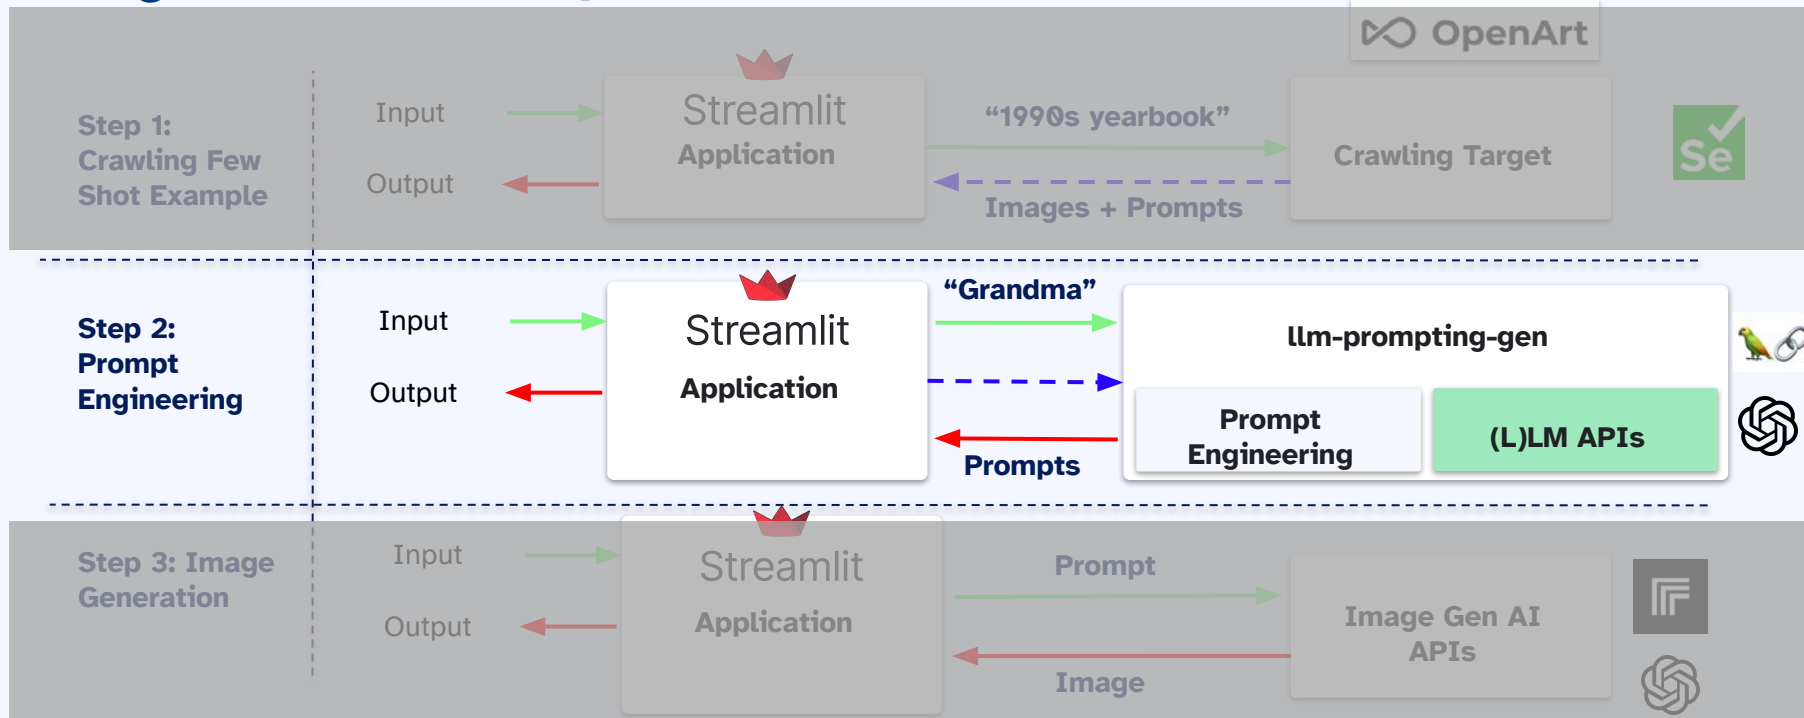 OpenArt
Step 1:
Crawling Few
Shot Example
Input
Output
Streamlit
Application
“1990s yearbook”
Images + Prompts
Crawling Target
Se
Step 2:
Prompt
Engineering
Input
Output
Streamlit
Application
“Grandma”
Prompts
llm-prompting-gen
Prompt
Engineering
(L)LM APIs
Step 3: Image
Generation
Input
Output
Streamlit
Application
Prompt
Image
Image Gen AI
APIs